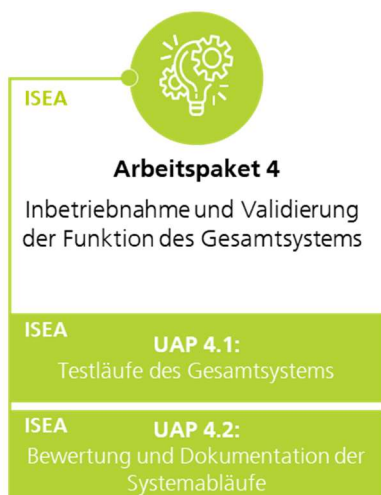 ISEA
Arbeitspaket 4
Inbetriebnahme und Validierung
der Funktion des Gesamtsystems
ISEA
UAP 4.1:
Testläufe des Gesamtsystems
ISEA
UAP 4.2:
Bewertung und Dokumentation der
Systemabläufe